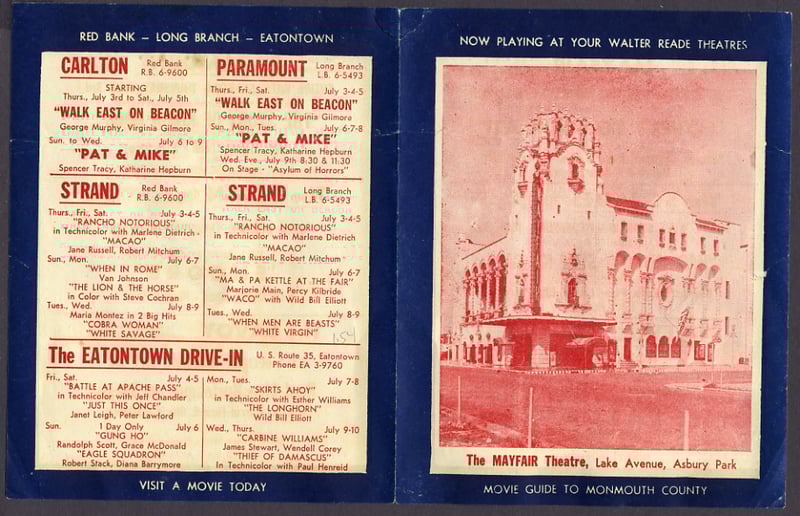 RED BANK – LONG BRANCH – EATONTOWN
CARLTON
Red Bank
R.B. 6-9600
STARTING
Thurs., July 3rd to Sat., July 5th
"WALK EAST ON BEACON"
George Murphy, Virginia Gilmore
Sun. to Wed. July 6 to 9
"PAT & MIKE"
Spencer Tracy, Katharine Hepburn
PARAMOUNT
Long Branch
L.B. 6-5493
Thurs., Fri., Sat. July 3-4-5
"WALK EAST ON BEACON"
George Murphy, Virginia Gilmore
Sun., Mon., Tues. July 6-7-8
"PAT & MIKE"
Spencer Tracy, Katharine Hepburn
Wed. Eve., July 9th 8:30 & 11:30
On Stage - "Asylum of Horrors"
STRAND
Red Bank
R.B. 6-9600
Thurs., Fri., Sat. July 3-4-5
"RANCHO NOTORIOUS"
in Technicolor with Marlene Dietrich -
"MACAO"
Jane Russell, Robert Mitchum
Sun., Mon. July 6-7
"WHEN IN ROME"
Van Johnson
"THE LION & THE HORSE"
in Color with Steve Cochran
Tues., Wed. July 8-9
Maria Montez in 2 Big Hits
"COBRA WOMAN"
"WHITE SAVAGE"
STRAND
Long Branch
L.B. 6-5493
Thurs., Fri., Sat. July 3-4-5
"RANCHO NOTORIOUS"
in Technicolor with Marlene Dietrich
"MACAO"
Jane Russell, Robert Mitchum
Sun., Mon. July 6-7
"MA & PA KETTLE AT THE FAIR"
Marjorie Main, Percy Kilbride
"WACO" with Wild Bill Elliott
Tues., Wed. July 8-9
"WHEN MEN ARE BEASTS"
"WHITE VIRGIN"
The EATONTOWN DRIVE-IN
U. S. Route 35, Eatontown
Phone EA 3-9760
Fri., Sat. July 4-5
"BATTLE AT APACHE PASS"
in Technicolor with Jeff Chandler
"JUST THIS ONCE"
Janet Leigh, Peter Lawford
Sun. 1 Day Only July 6
"GUNG HO"
Randolph Scott, Grace McDonald
"EAGLE SQUADRON"
Robert Stack, Diana Barrymore
Mon., Tues. July 7-8
"SKIRTS AHOY"
in Technicolor with Esther Williams
"THE LONGHORN"
Wild Bill Elliott
Wed., Thurs. July 9-10
"CARBINE WILLIAMS"
James Stewart, Wendell Corey
"THIEF OF DAMASCUS"
In Technicolor with Paul Henreid
VISIT A MOVIE TODAY
NOW PLAYING AT YOUR WALTER READE THEATRES
The MAYFAIR Theatre, Lake Avenue, Asbury Park
MOVIE GUIDE TO MONMOUTH COUNTY